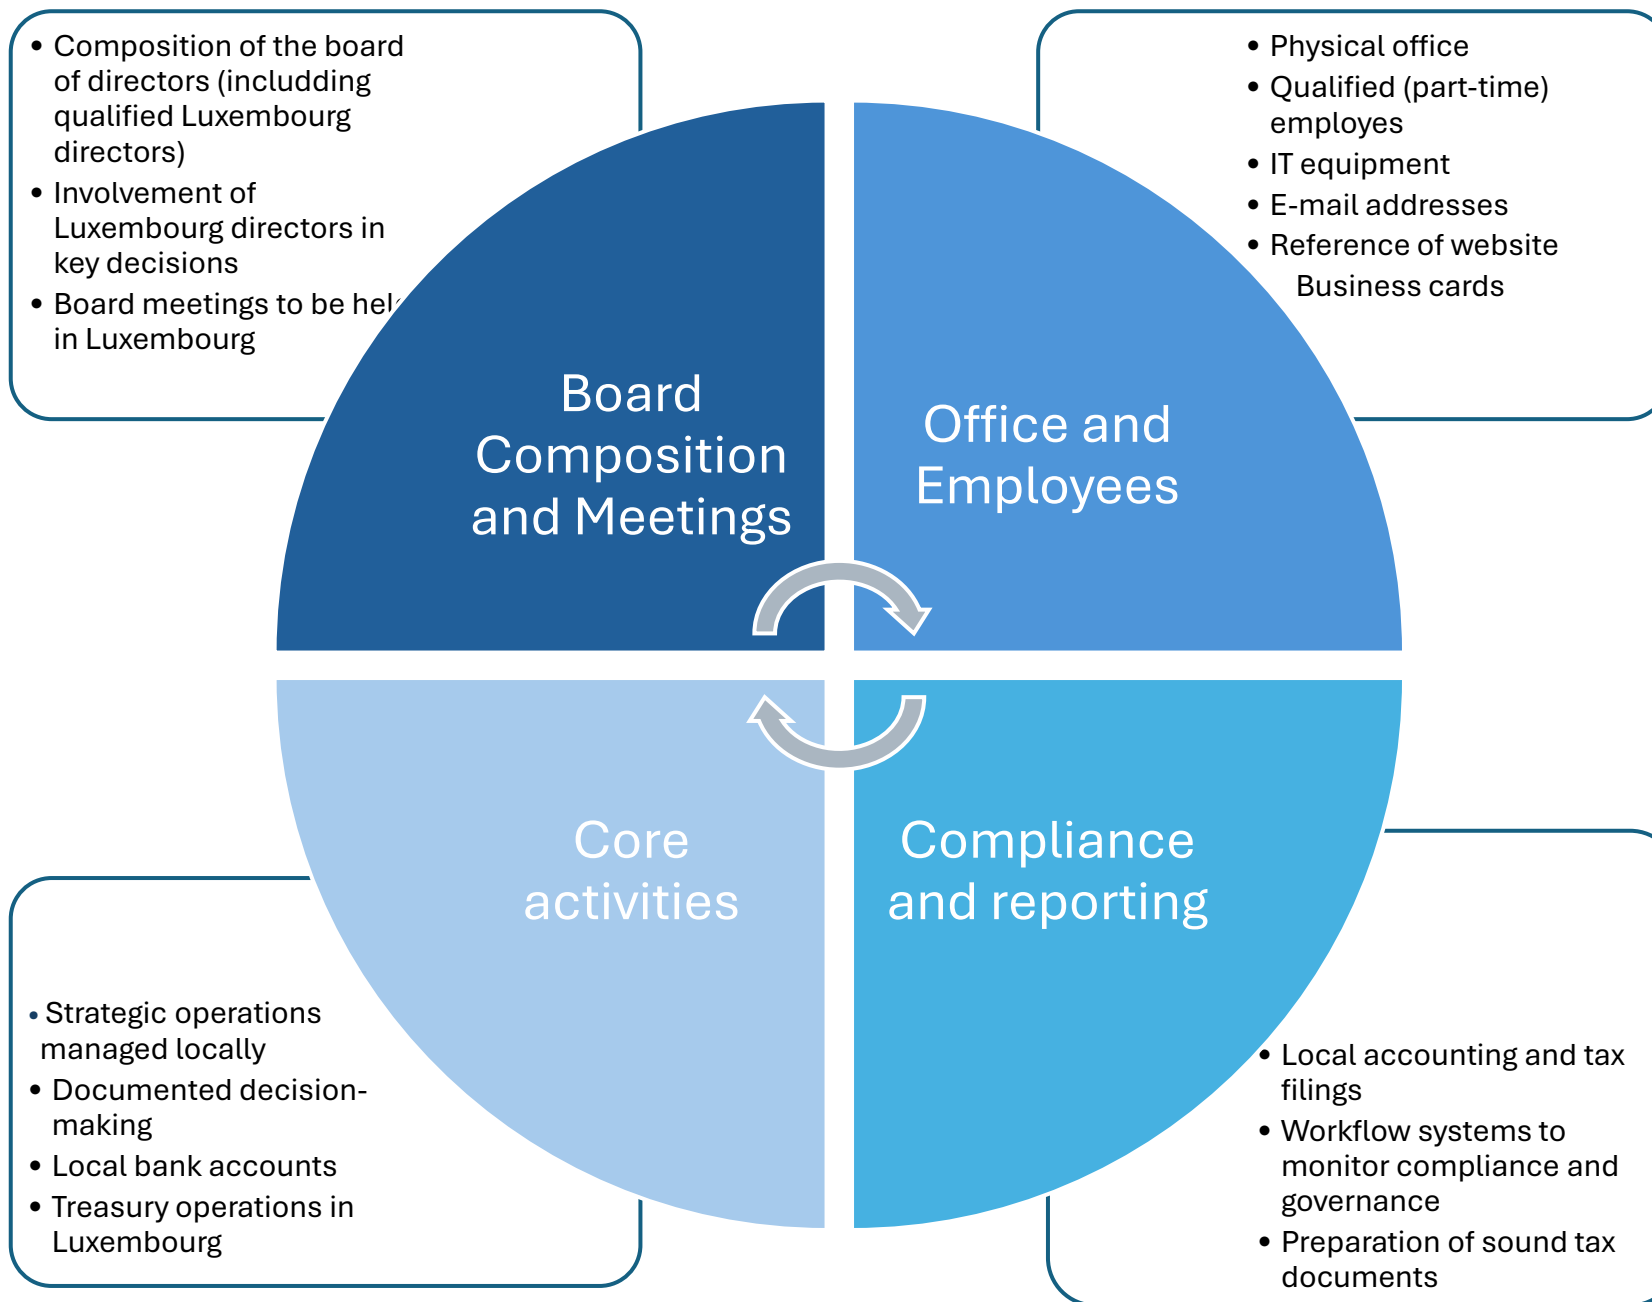 • Composition of the board
of directors (includding
qualified Luxembourg
directors)
• Involvement of
Luxembourg directors in
key decisions
• Board meetings to be
in Luxembourg
• Physical office
• Qualified (part-time)
employes
• IT equipment
• E-mail addresses
• Reference of website
Business cards
Board
Composition
and Meetings
Office and
Employees
Core
activities
Compliance
and reporting
• Strategic operations
managed locally
• Documented decision-
making
• Local bank accounts
• Treasury operations in
Luxembourg
• Local accounting and tax
filings
• Workflow systems to
monitor compliance and
governance
• Preparation of sound tax
documents